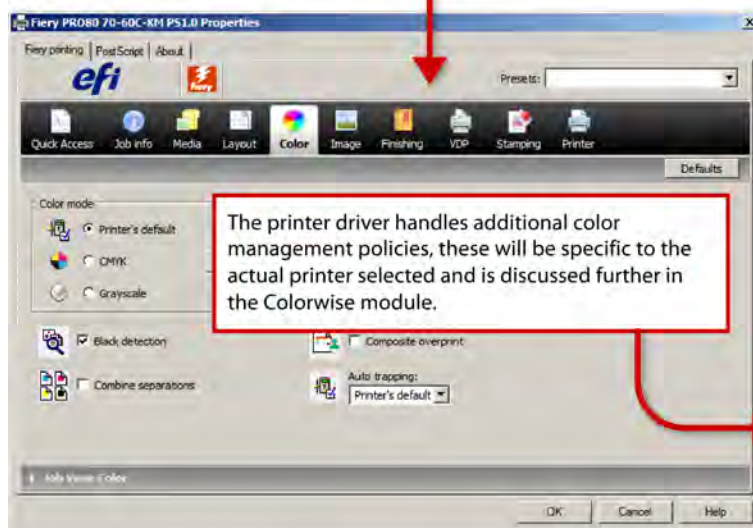 Fiery PRO80 70-60C-KM PS1.0 Properties
x
Fiery printing PostScript About
efi fiery Presets:
Quick Access Job info Media Layout Color Image Finishing VDP Stamping Printer
Defaults
Color mode
Printer's default
CMYK
Grayscale
The printer driver handles additional color
management policies, these will be specific to the
actual printer selected and is discussed further in
the Colorwise module.
Black detection Composite overprint
Combine separations Auto trapping:
Printer's default
Color
OK Cancel Help